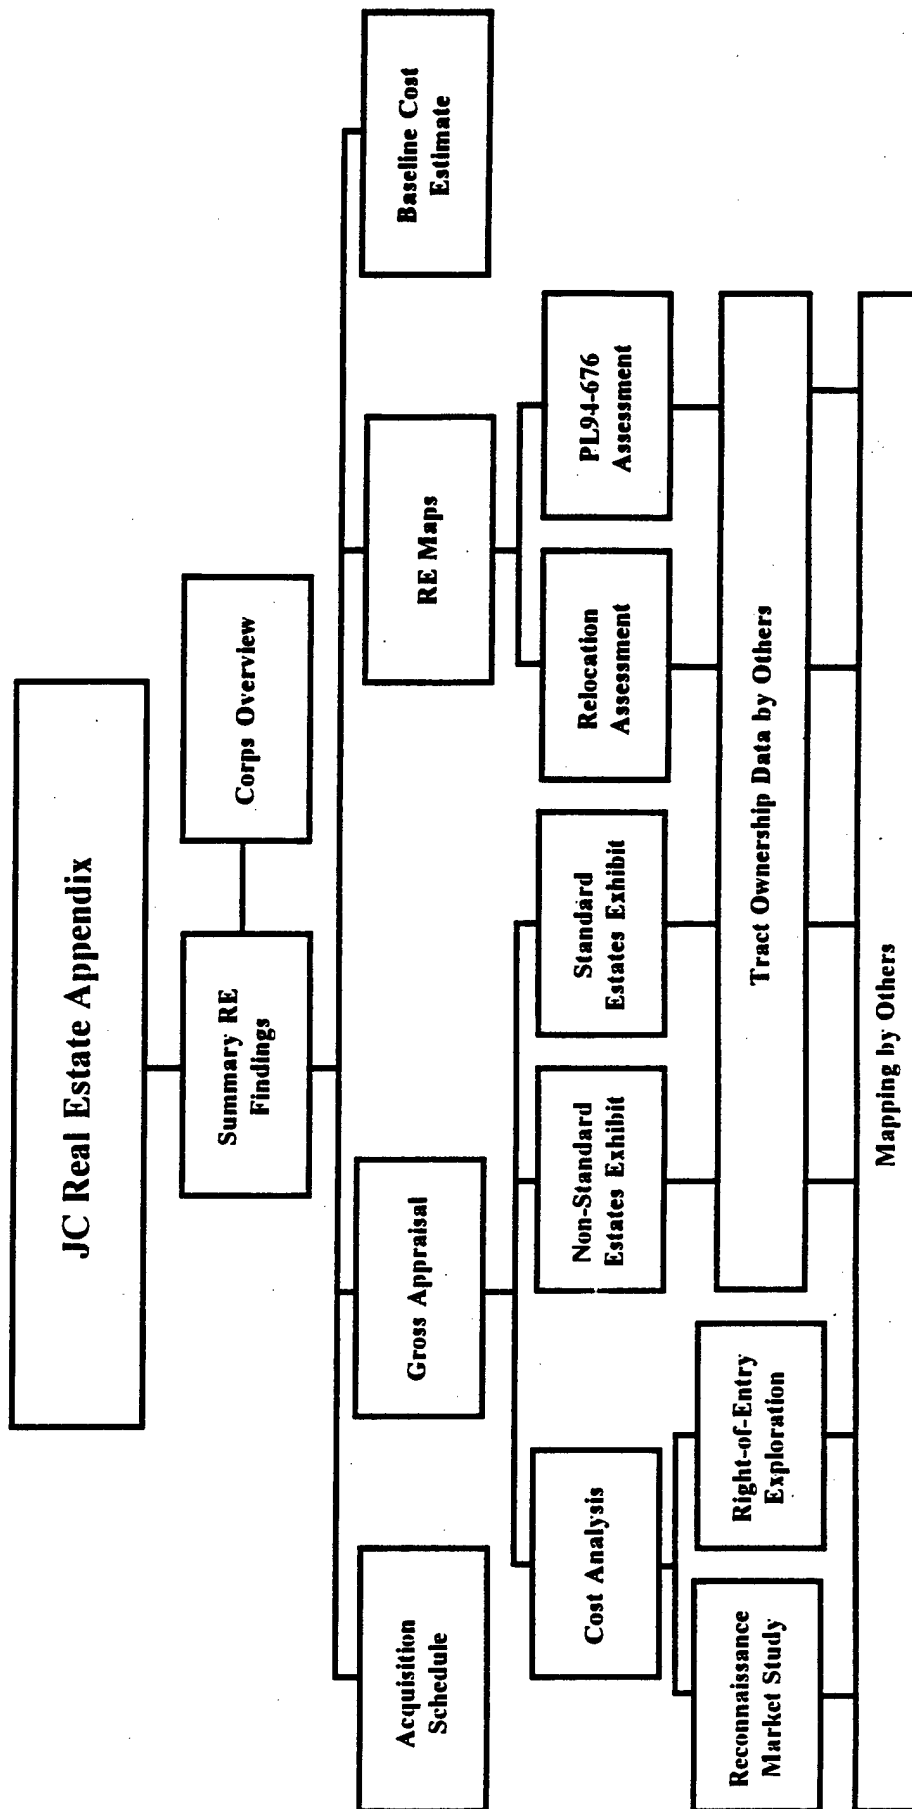 JC Real Estate Appendix
Summary RE
Findings
Corps Overview
Acquisition
Schedule
Gross Appraisal
RE Maps
Baseline Cost
Estimate
Cost Analysis
Non-Standard
Estates Exhibit
Standard
Estates Exhibit
Relocation
Assessment
PL94-676
Assessment
Reconnaissance
Market Study
Right-of-Entry
Exploration
Tract Ownership Data by Others
Mapping by Others